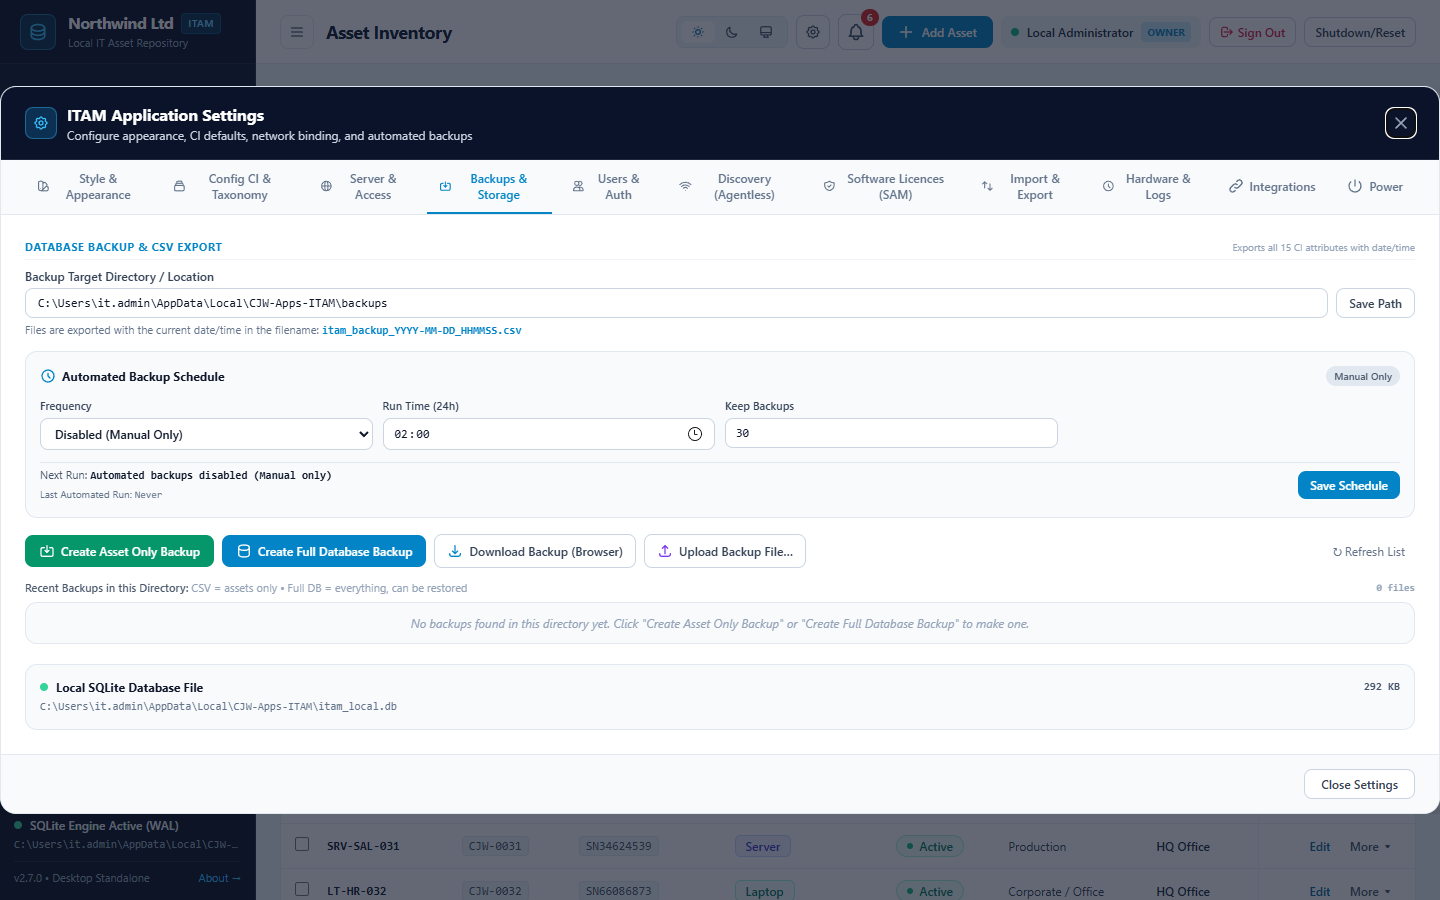 Northwind Ltd ITAM
Local IT Asset Repository
Asset Inventory
6
Add Asset
Local Administrator OWNER
Sign Out
Shutdown/Reset
ITAM Application Settings
Configure appearance, CI defaults, network binding, and automated backups
Style &
Appearance
Config CI &
Taxonomy
Server &
Access
Backups &
Storage
Users &
Auth
Discovery
(Agentless)
Software Licences
(SAM)
Import &
Export
Hardware &
Logs
Integrations
Power
DATABASE BACKUP & CSV EXPORT
Exports all 15 CI attributes with date/time
Backup Target Directory / Location
C:\Users\it.admin\AppData\Local\CJW-Apps-ITAM\backups
Save Path
Files are exported with the current date/time in the filename: itam_backup_YYYY-MM-DD_HHMMSS.csv
Automated Backup Schedule
Manual Only
Frequency
Run Time (24h)
Keep Backups
Disabled (Manual Only)
02:00
30
Next Run: Automated backups disabled (Manual only)
Last Automated Run: Never
Save Schedule
Create Asset Only Backup
Create Full Database Backup
Download Backup (Browser)
Upload Backup File...
↻ Refresh List
Recent Backups in this Directory: CSV = assets only • Full DB = everything, can be restored
0 files
No backups found in this directory yet. Click "Create Asset Only Backup" or "Create Full Database Backup" to make one.
Local SQLite Database File
292 KB
C:\Users\it.admin\AppData\Local\CJW-Apps-ITAM\itam_local.db
Close Settings
SQLite Engine Active (WAL)
C:\Users\it.admin\AppData\Local\CJW-…
v2.7.0 • Desktop Standalone
About →
SRV-SAL-031 CJW-0031 SN34624539 Server Active Production HQ Office Edit More
LT-HR-032 CJW-0032 SN66086873 Laptop Active Corporate / Office HQ Office Edit More